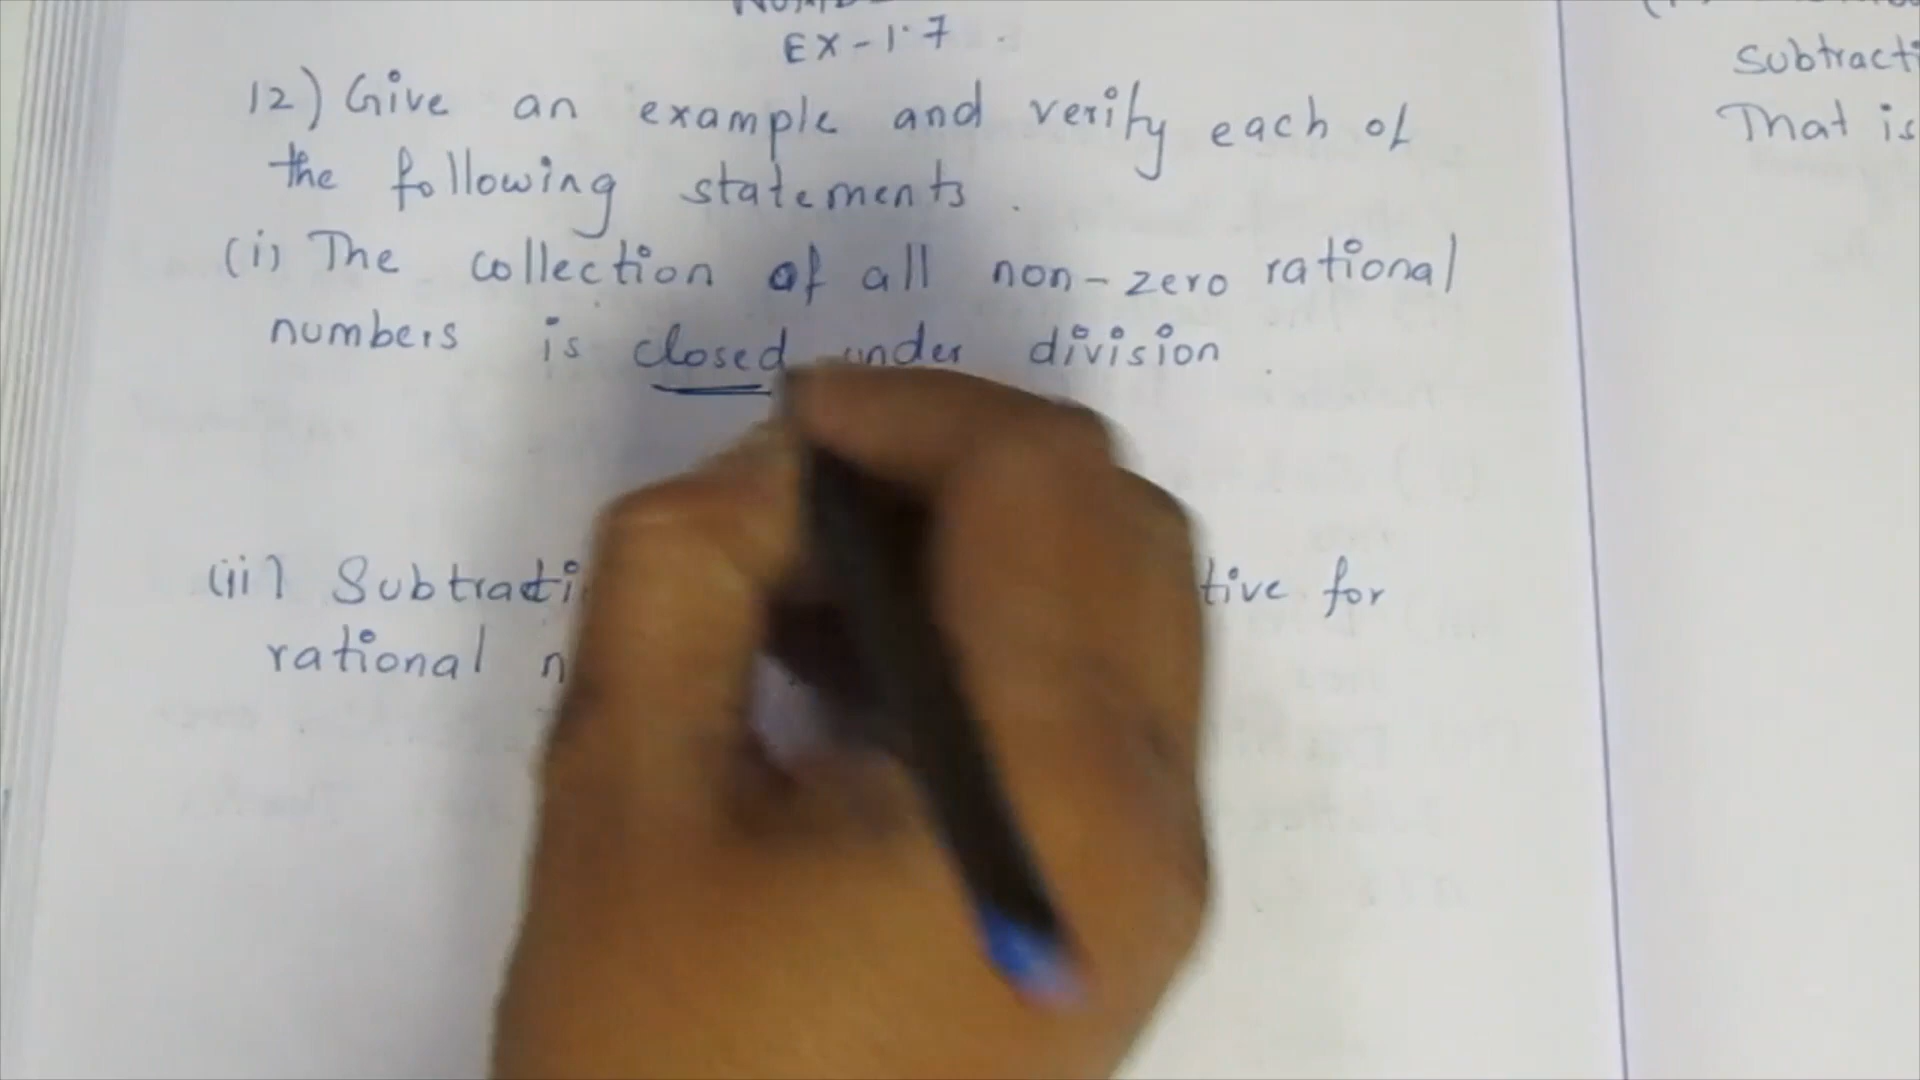 EX-1.7
12) Give an example and verify each of
the following statements.
(i) The collection of all non-zero rational
numbers is closed under division.
(ii) Subtracti tive for
rational n
Subtracti
That is